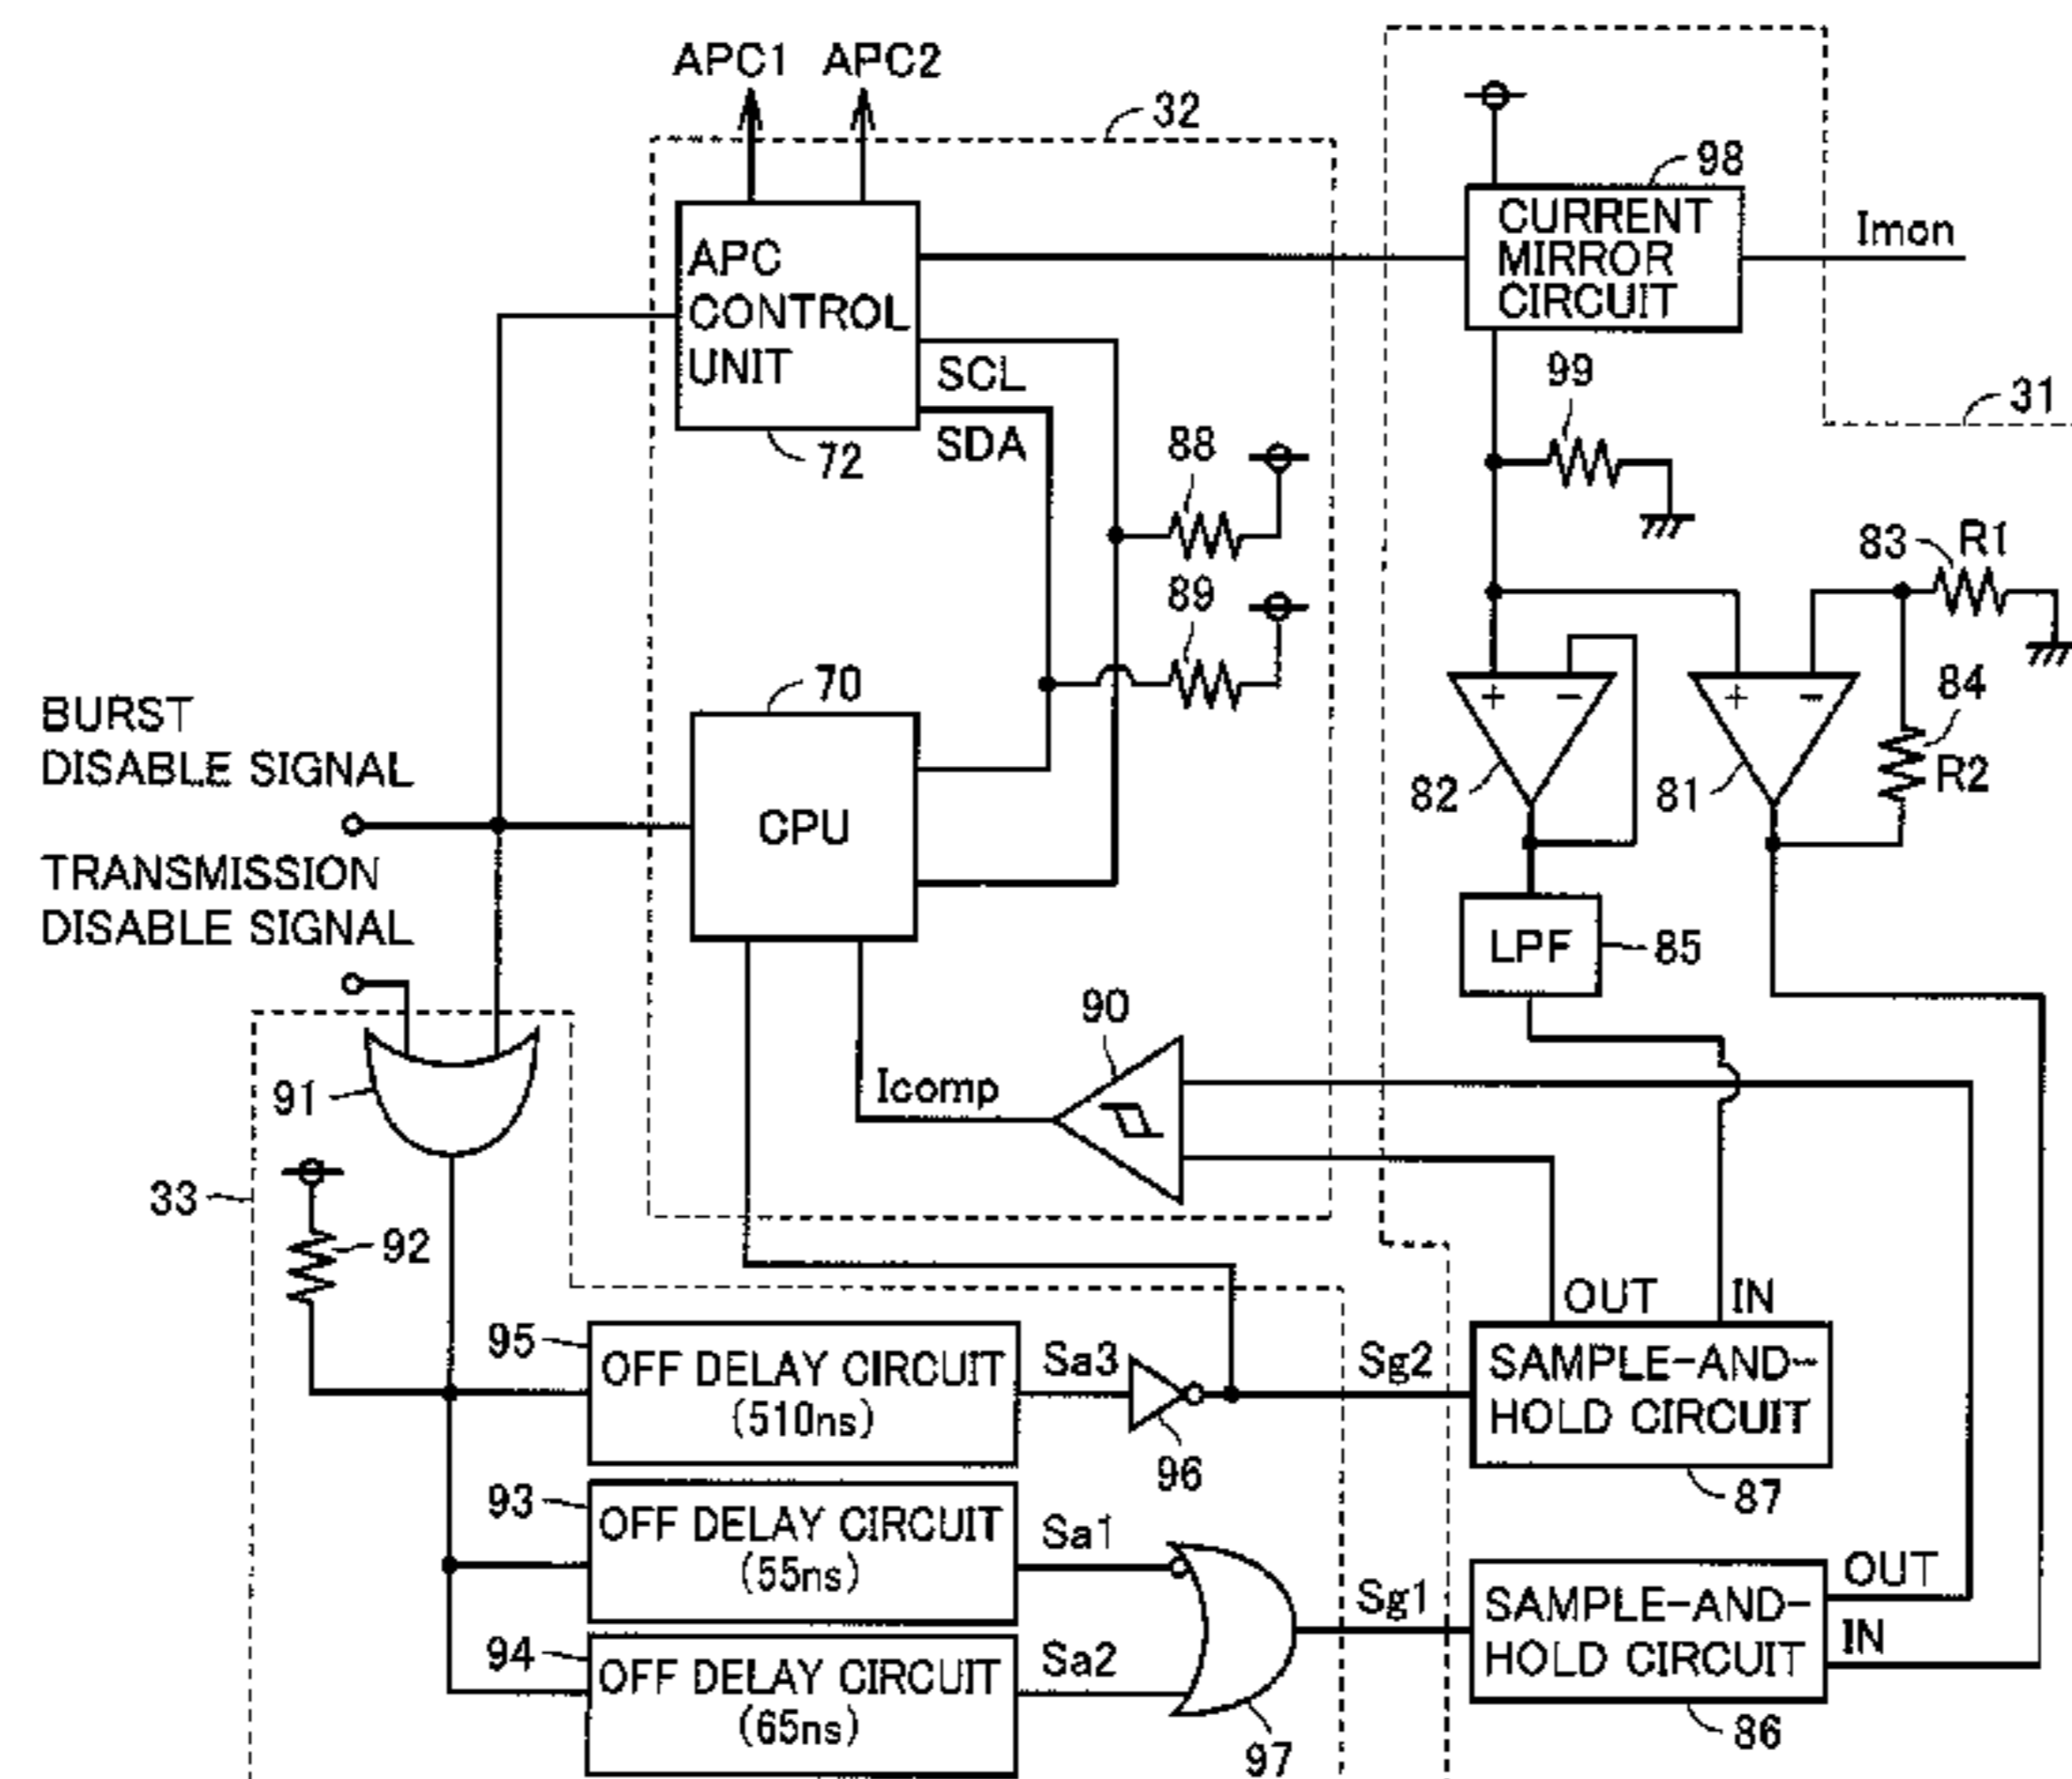 APC1 APC2
32
98
CURRENT
MIRROR
CIRCUIT
Imon
APC
CONTROL
UNIT
SCL
SDA
72
99
31
88
83 R1
89
84
R2
70
BURST
DISABLE SIGNAL
CPU
82
81
TRANSMISSION
DISABLE SIGNAL
LPF
85
90
91
Icomp
33
92
OUT IN
95
OFF DELAY CIRCUIT
(510ns)
Sa3
96
Sg2
SAMPLE-AND-
HOLD CIRCUIT
87
93
OFF DELAY CIRCUIT
(55ns)
Sa1
94
OFF DELAY CIRCUIT
(65ns)
Sa2
97
Sg1
SAMPLE-AND-
HOLD CIRCUIT
OUT
IN
86